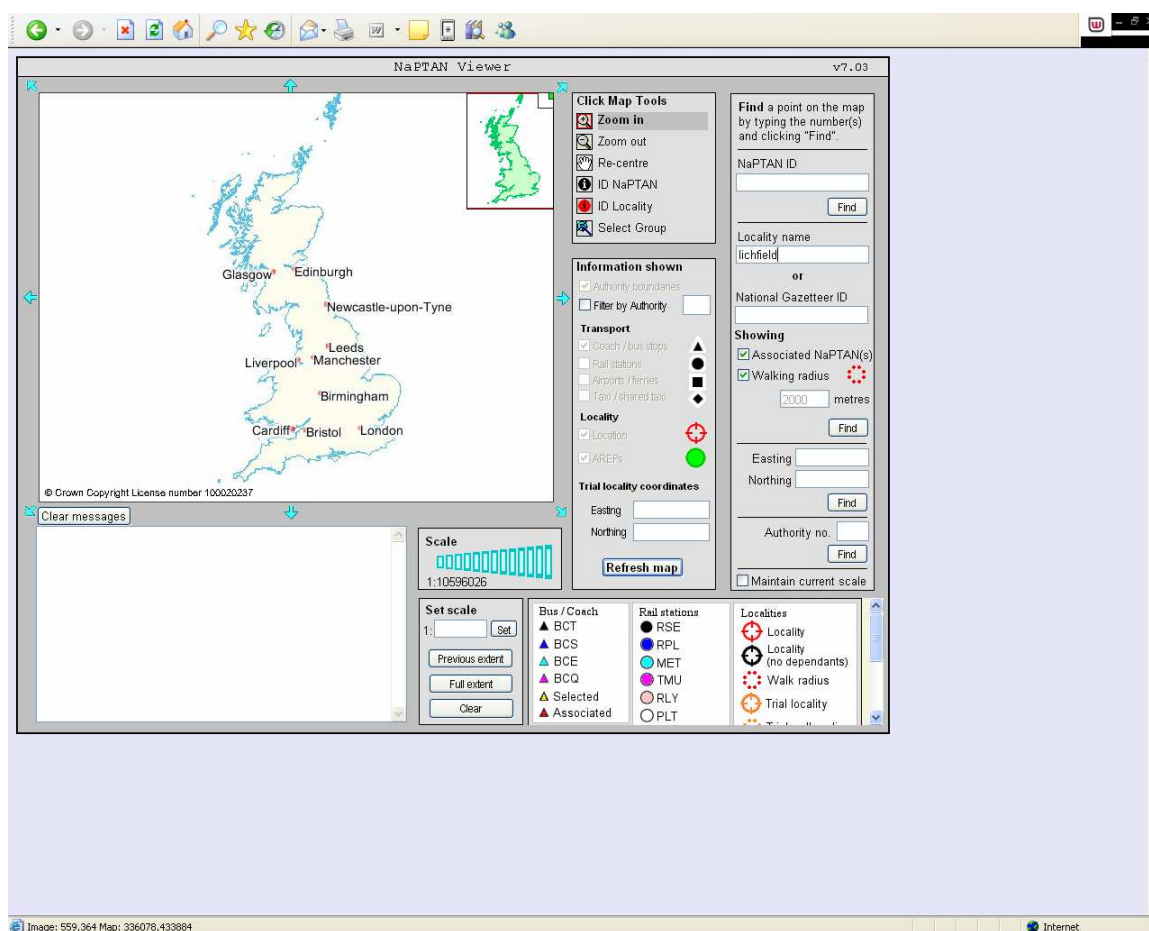 NaPTAN Viewer
v7.03
Glasgow
Edinburgh
Newcastle-upon-Tyne
Leeds
Liverpool
Manchester
Birmingham
Cardiff
Bristol
London
© Crown Copyright License number 100020237
Click Map Tools
Zoom in
Zoom out
Re-centre
ID NaPTAN
ID Locality
Select Group
Information shown
Authority boundaries
Filter by Authority
Transport
Coach / bus stops
Rail stations
Airports / ferries
Taxi / shared taxi
Locality
Location
AREPs
Trial locality coordinates
Easting
Northing
Refresh map
Find a point on the map
by typing the number(s)
and clicking "Find".
NaPTAN ID
Find
Locality name
lichfield
or
National Gazetteer ID
Showing
Associated NaPTAN(s)
Walking radius
2000 metres
Find
Easting
Northing
Find
Authority no.
Find
Maintain current scale
Clear messages
Scale
1:10596026
Set scale
1:
Set
Previous extent
Full extent
Clear
Bus / Coach
BCT
BCS
BCE
BCQ
Selected
Associated
Rail stations
RSE
RPL
MET
TMU
RLY
PLT
Localities
Locality
Locality
(no dependants)
Walk radius
Trial locality
Image: 559,364 Map: 336078,433884
Internet